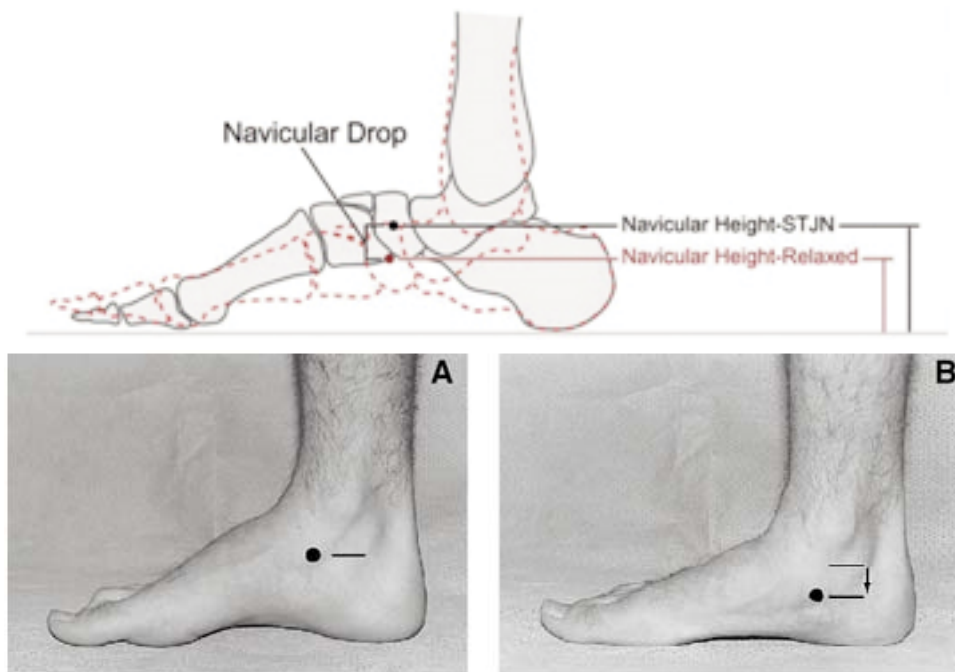 Navicular Drop
Navicular Height-STJN
Navicular Height-Relaxed
A
B